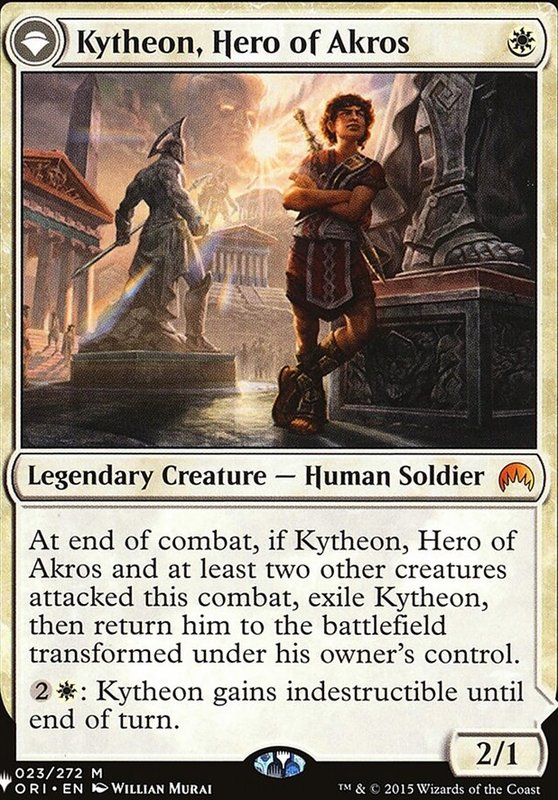 Kytheon, Hero of Akros
Legendary Creature — Human Soldier
At end of combat, if Kytheon, Hero of
Akros and at least two other creatures
attacked this combat, exile Kytheon,
then return him to the battlefield
transformed under his owner's control.
2: Kytheon gains indestructible until
end of turn.
2/1
023/272 M
ORI • EN Willian Murai
™ & © 2015 Wizards of the Coast